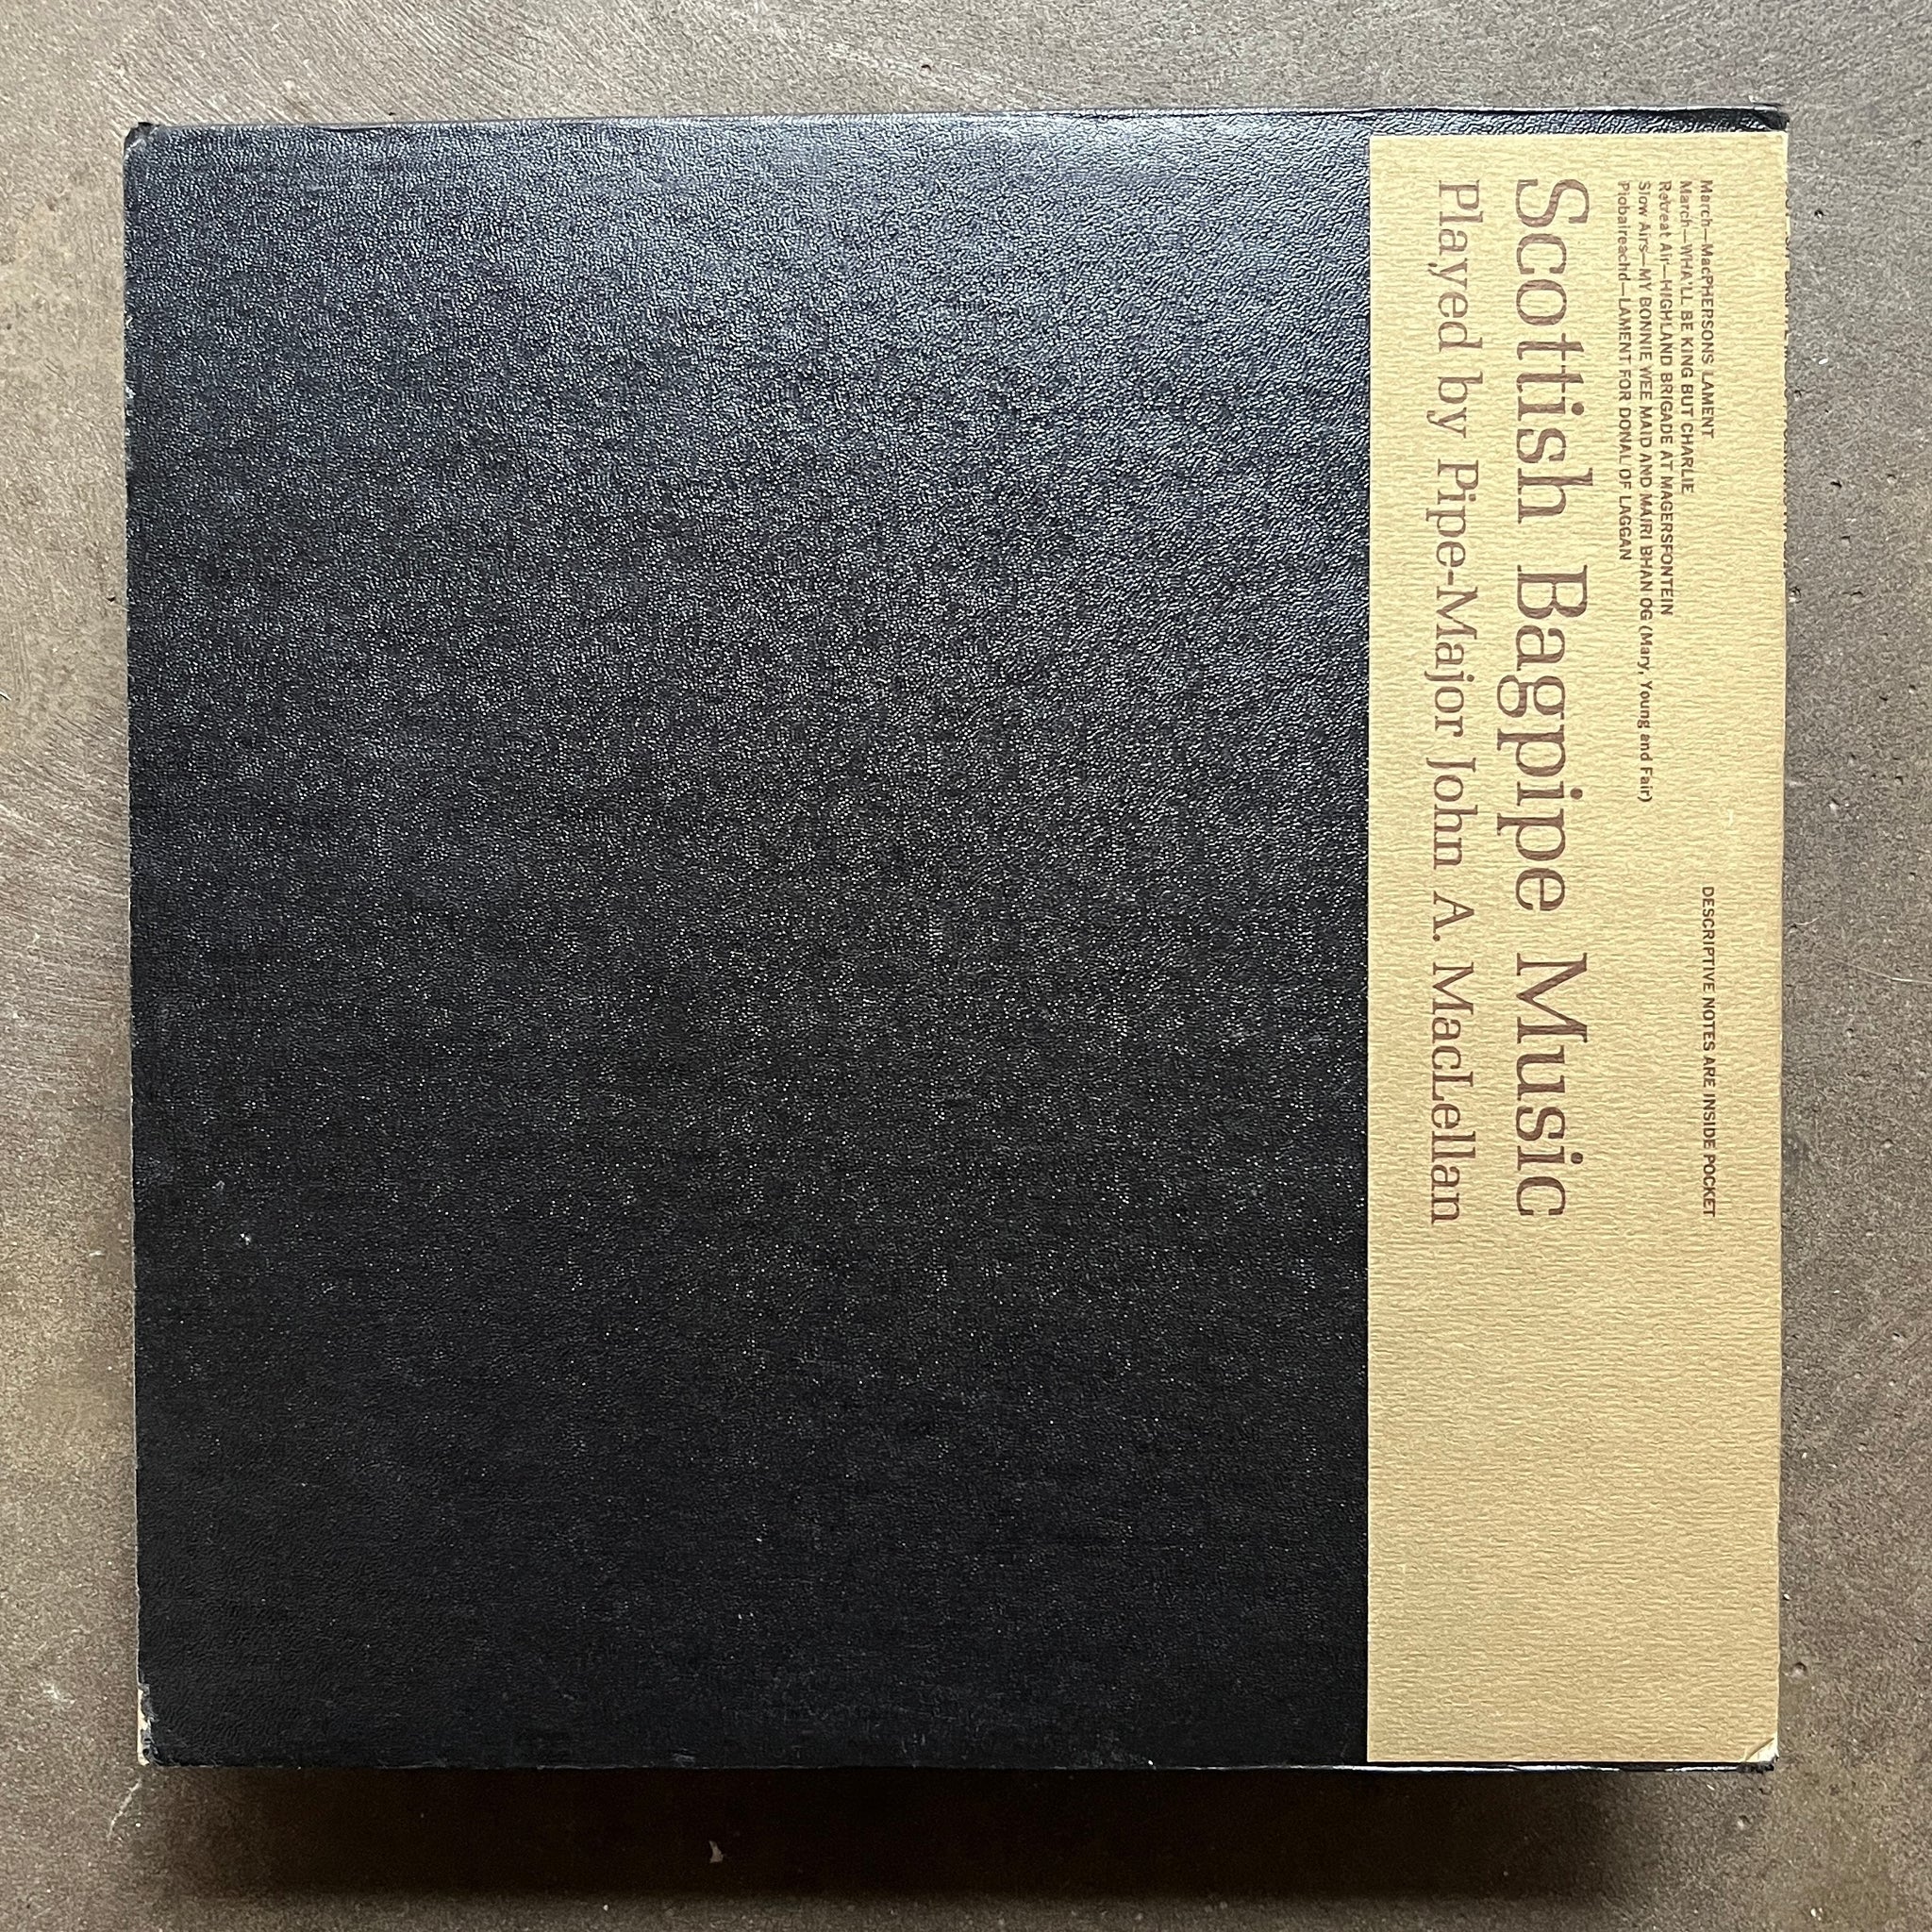 March—MacPHERSONS LAMENT
March—WHA'LL BE KING BUT CHARLIE
Retreat Air—HIGHLAND BRIGADE AT MAGERSFONTEIN
Slow Airs—MY BONNIE WEE MAID AND MAIRI BHAN OG (Mary, Young and Fair)
Piobaireachd—LAMENT FOR DONAL OF LAGGAN
DESCRIPTIVE NOTES ARE INSIDE POCKET
Scottish Bagpipe Music
Played by Pipe-Major John A. MacLellan